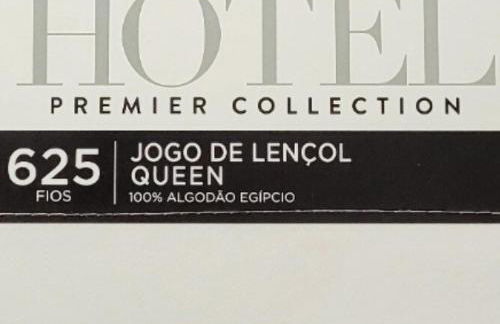 HOTEL
PREMIER COLLECTION
625
FIOS
JOGO DE LENÇOL
QUEEN
100% ALGODÃO EGÍPCIO